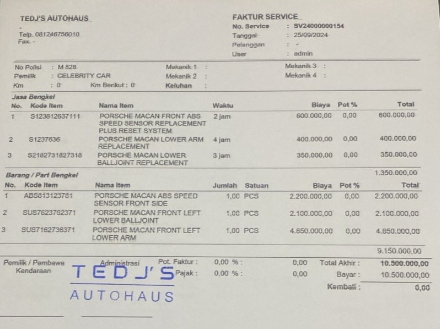 TEDJ'S AUTOHAUS
-
Telp. 081246756010
Fax. -
FAKTUR SERVICE
No. Service : SV24000000154
Tanggal : 25/09/2024
Pelanggan : -
User : admin
No Polisi : M 828
Pemilik : CELEBRITY CAR
Km : 0 Km Berikut : 0
Mekanik 1 :
Mekanik 2 :
Keluhan :
Mekanik 3 :
Mekanik 4 :
Jasa Bengkel
No. Kode Item Nama Item Waktu Biaya Pot % Total
1 S123812637111 PORSCHE MACAN FRONT ABS SPEED SENSOR REPLACEMENT PLUS RESET SYSTEM 2 jam 600.000,00 0,00 600.000,00
2 S1237636 PORSCHE MACAN LOWER ARM REPLACEMENT 4 jam 400.000,00 0,00 400.000,00
3 S2182731827318 PORSCHE MACAN LOWER BALLJOINT REPLACEMENT 3 jam 350.000,00 0,00 350.000,00
1.350.000,00
Barang / Part Bengkel
No. Kode Item Nama Item Jumlah Satuan Biaya Pot % Total
1 ABS813123761 PORSCHE MACAN ABS SPEED SENSOR FRONT SIDE 1,00 PCS 2.200.000,00 0,00 2.200.000,00
2 SUS7623762371 PORSCHE MACAN FRONT LEFT LOWER BALLJOINT 1,00 PCS 2.100.000,00 0,00 2.100.000,00
3 SUS7162736371 PORSCHE MACAN FRONT LEFT LOWER ARM 1,00 PCS 4.850.000,00 0,00 4.850.000,00
9.150.000,00
Pemilik / Pembawa Kendaraan
Administrasi
Pot. Faktur : 0,00 % : 0,00
Pajak : 0,00 % : 0,00
Total Akhir : 10.500.000,00
Bayar : 10.500.000,00
Kembali : 0,00
TEDJ'S
AUTOHAUS